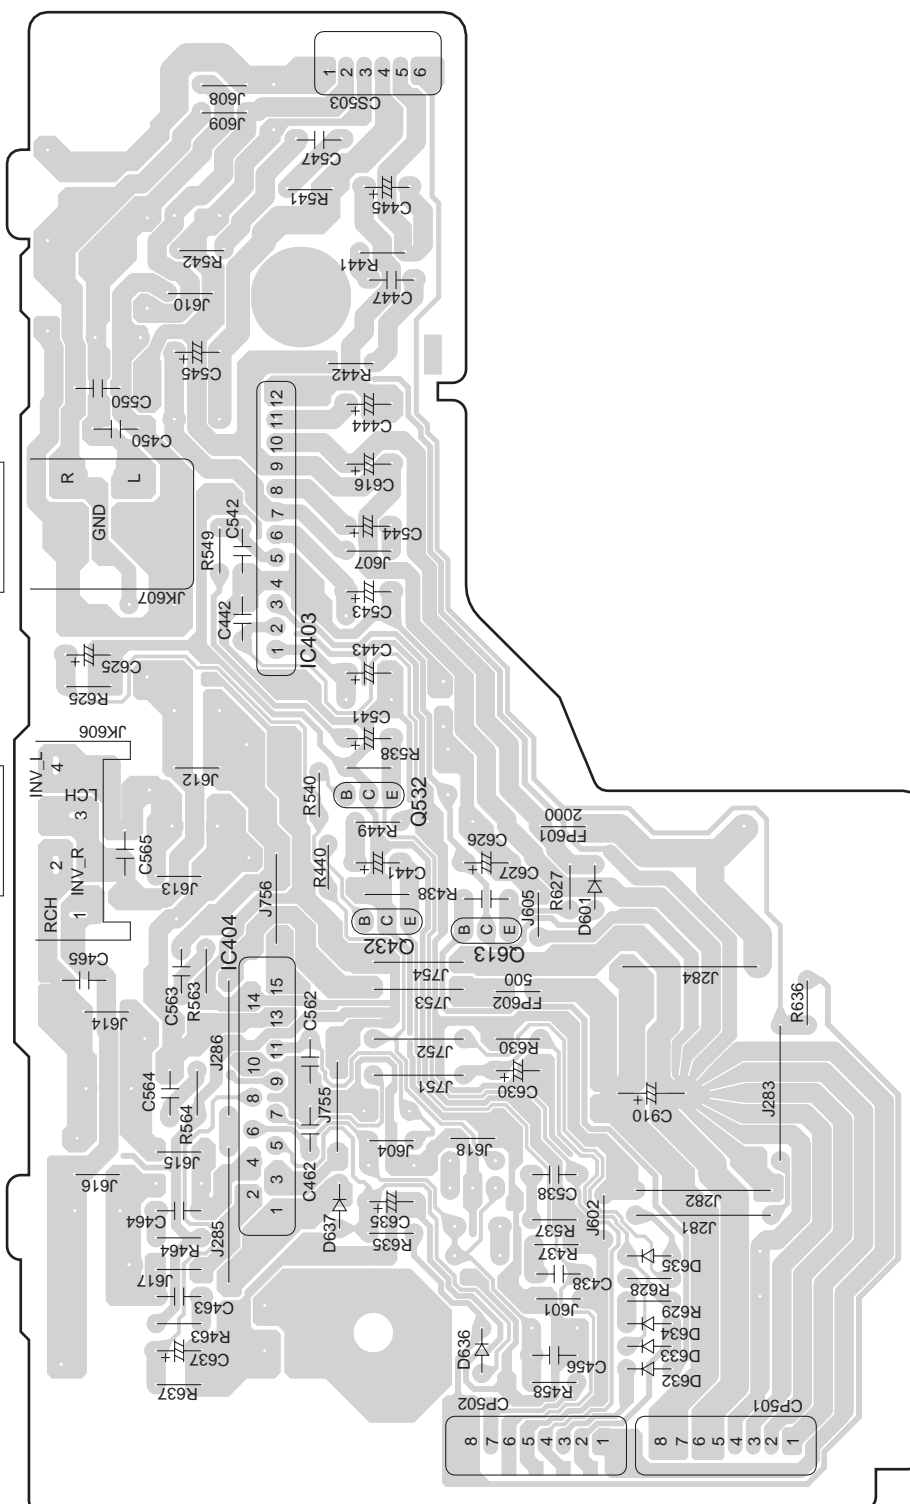 1 2 3 4 5 6
CS503
J608
J609
C547
R541
C445
R542
R441
C447
J610
C545
R442
C550
C450
1 2 3 4 5 6 7 8 9 10 11 12
IC403
C444
C616
C544
J607
C543
R L
GND
JK607
R549
C542
C442
C443
C625
R625
C541
R538
JK606
INV_L
4
LCH
3
2
INV_R
RCH
1
J612
C565
J613
R540
B C E
Q532
R449
R440
C441
R438
J756
B C E
Q432
C626
C627
B C E
Q613
J605
2000
FP601
R627
D601
IC404
C465
J614
C563
R563
J286
1 2 3 4 5 6 7 8 9 10 11 13 14 15
C562
J754
J753
500
FP602
J284
R636
J752
R630
J751
C630
C910
J283
C564
R564
J755
J615
J616
C462
J604
J618
C464
R464
J285
D637
C635
R635
C538
R537
J602
R437
J282
J281
J617
C463
R463
C637
R637
C438
J601
D635
R628
R629
D634
D633
D632
D636
C456
R458
CP502
8 7 6 5 4 3 2 1
CP501
8 7 6 5 4 3 2 1